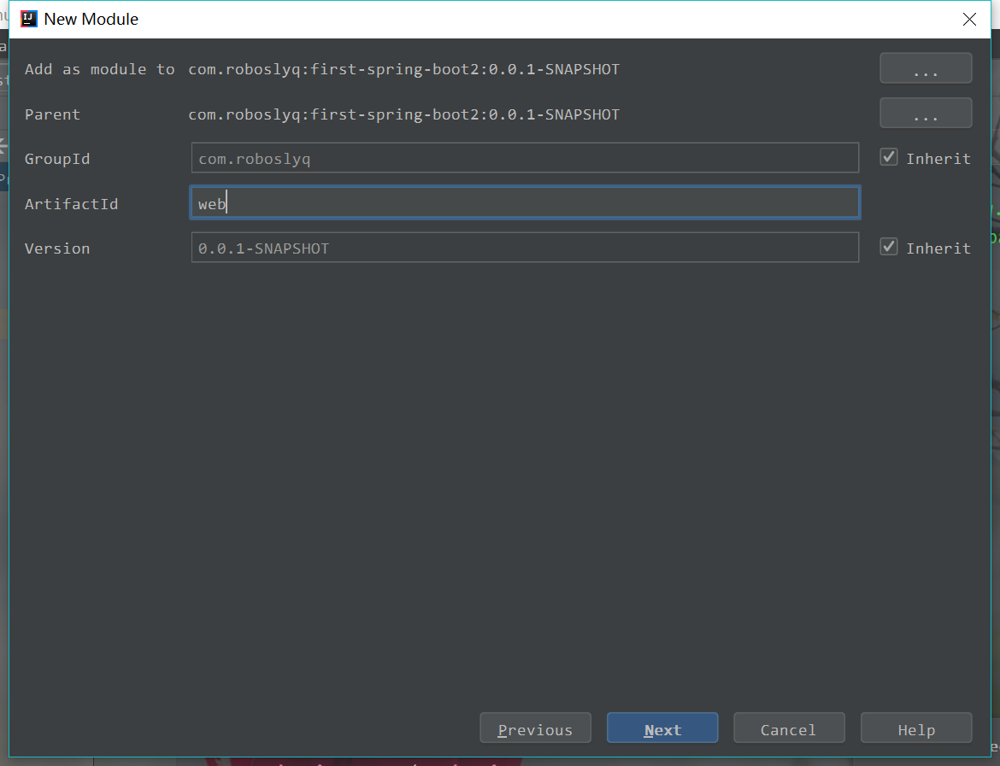 New Module
Add as module to com.roboslyq:first-spring-boot2:0.0.1-SNAPSHOT ...
Parent com.roboslyq:first-spring-boot2:0.0.1-SNAPSHOT ...
GroupId com.roboslyq Inherit
ArtifactId web
Version 0.0.1-SNAPSHOT Inherit
Previous Next Cancel Help